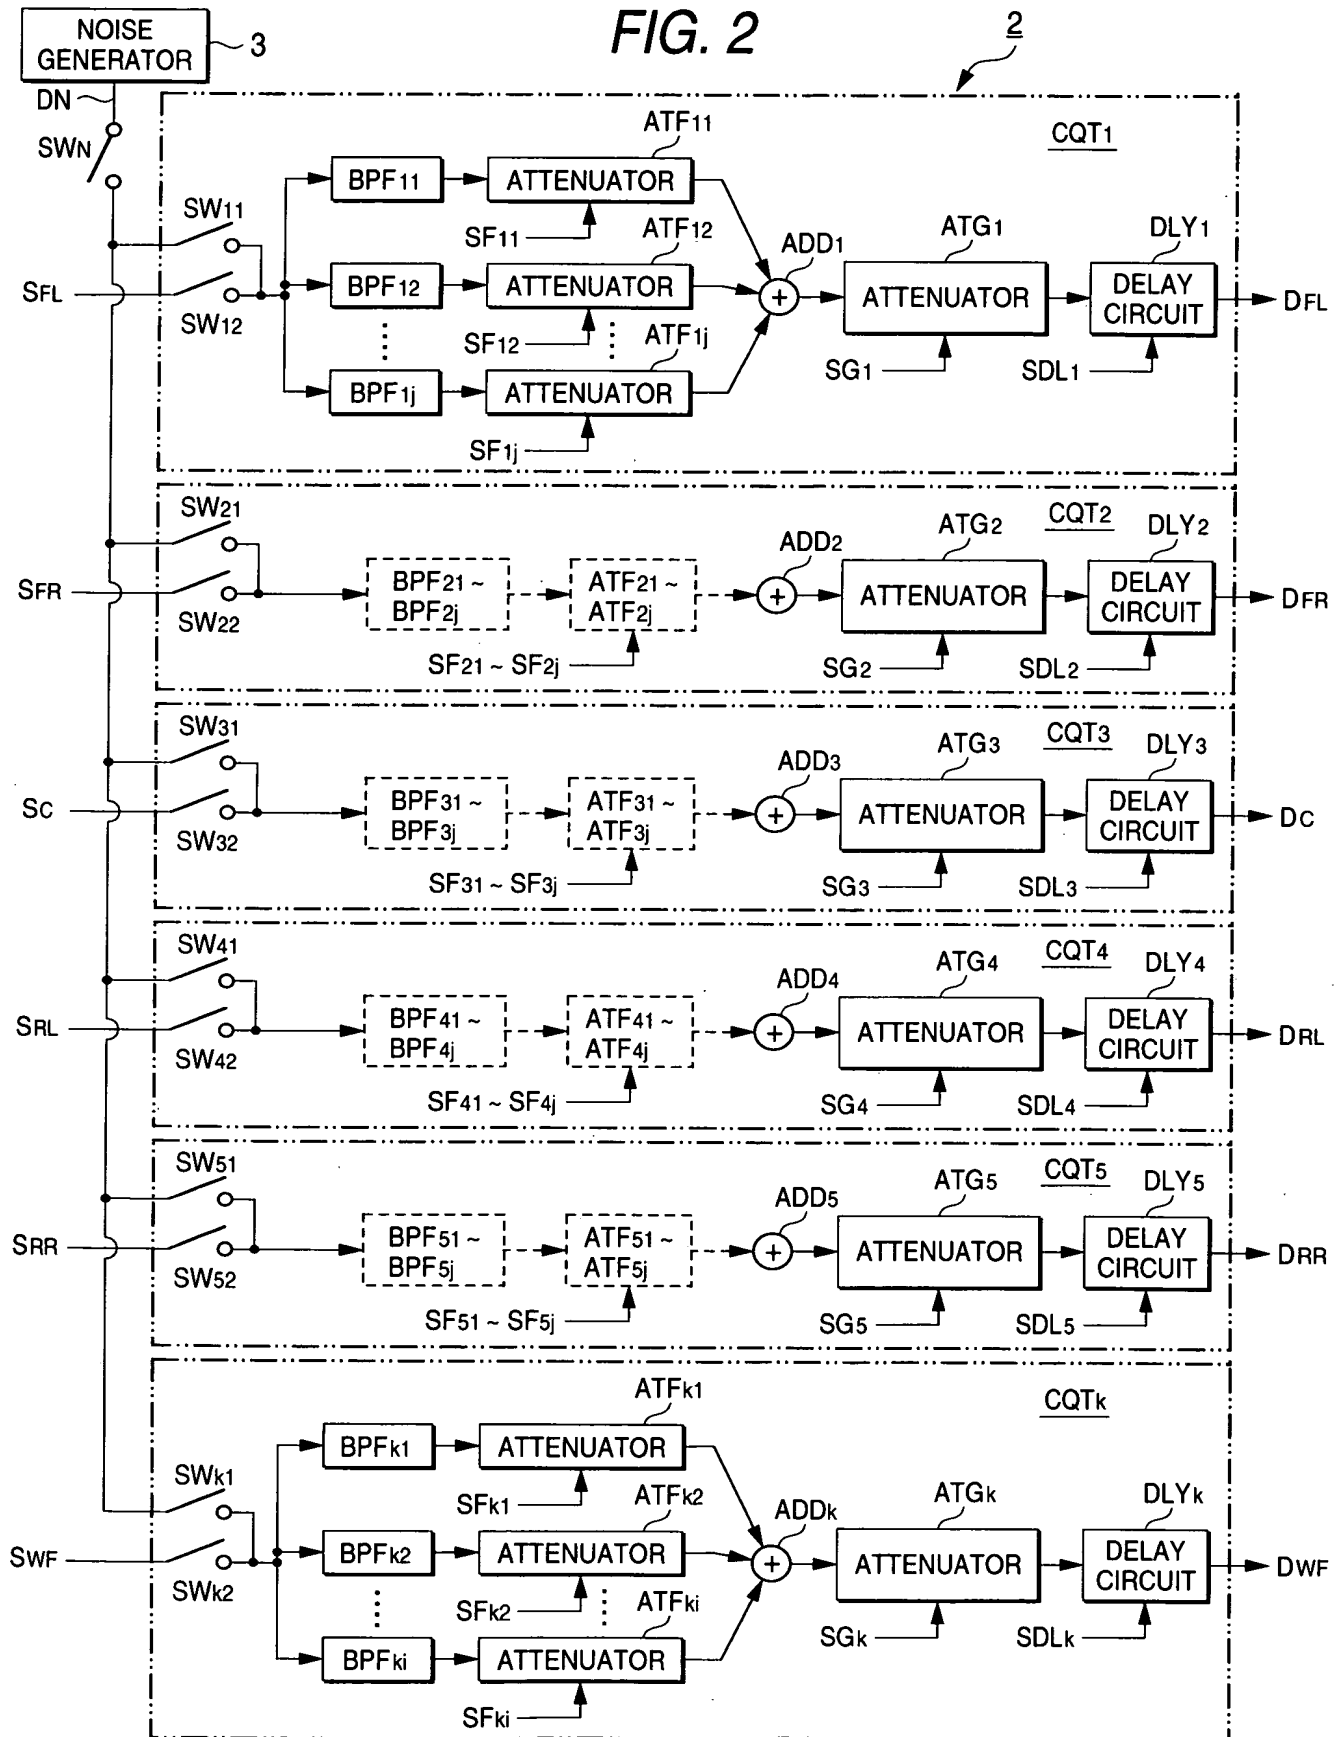 FIG. 2
2
NOISE
GENERATOR
3
DN
SWN
CQT1
ATF11
BPF11
ATTENUATOR
SW11
SF11
ATF12
ADD1
ATG1
DLY1
SFL
BPF12
ATTENUATOR
+
ATTENUATOR
DELAY
CIRCUIT
DFL
SW12
SF12
ATF1j
SG1
SDL1
BPF1j
ATTENUATOR
SF1j
SW21
CQT2
ADD2
ATG2
DLY2
SFR
BPF21 ~
BPF2j
ATF21 ~
ATF2j
+
ATTENUATOR
DELAY
CIRCUIT
DFR
SW22
SF21 ~ SF2j
SG2
SDL2
SW31
CQT3
ADD3
ATG3
DLY3
SC
BPF31 ~
BPF3j
ATF31 ~
ATF3j
+
ATTENUATOR
DELAY
CIRCUIT
DC
SW32
SF31 ~ SF3j
SG3
SDL3
SW41
CQT4
ADD4
ATG4
DLY4
SRL
BPF41 ~
BPF4j
ATF41 ~
ATF4j
+
ATTENUATOR
DELAY
CIRCUIT
DRL
SW42
SF41 ~ SF4j
SG4
SDL4
SW51
CQT5
ADD5
ATG5
DLY5
SRR
BPF51 ~
BPF5j
ATF51 ~
ATF5j
+
ATTENUATOR
DELAY
CIRCUIT
DRR
SW52
SF51 ~ SF5j
SG5
SDL5
CQTk
ATFk1
BPFk1
ATTENUATOR
SWk1
SFk1
ATFk2
ADDk
ATGk
DLYk
SWF
BPFk2
ATTENUATOR
+
ATTENUATOR
DELAY
CIRCUIT
DWF
SWk2
SFk2
ATFki
SGk
SDLk
BPFki
ATTENUATOR
SFki